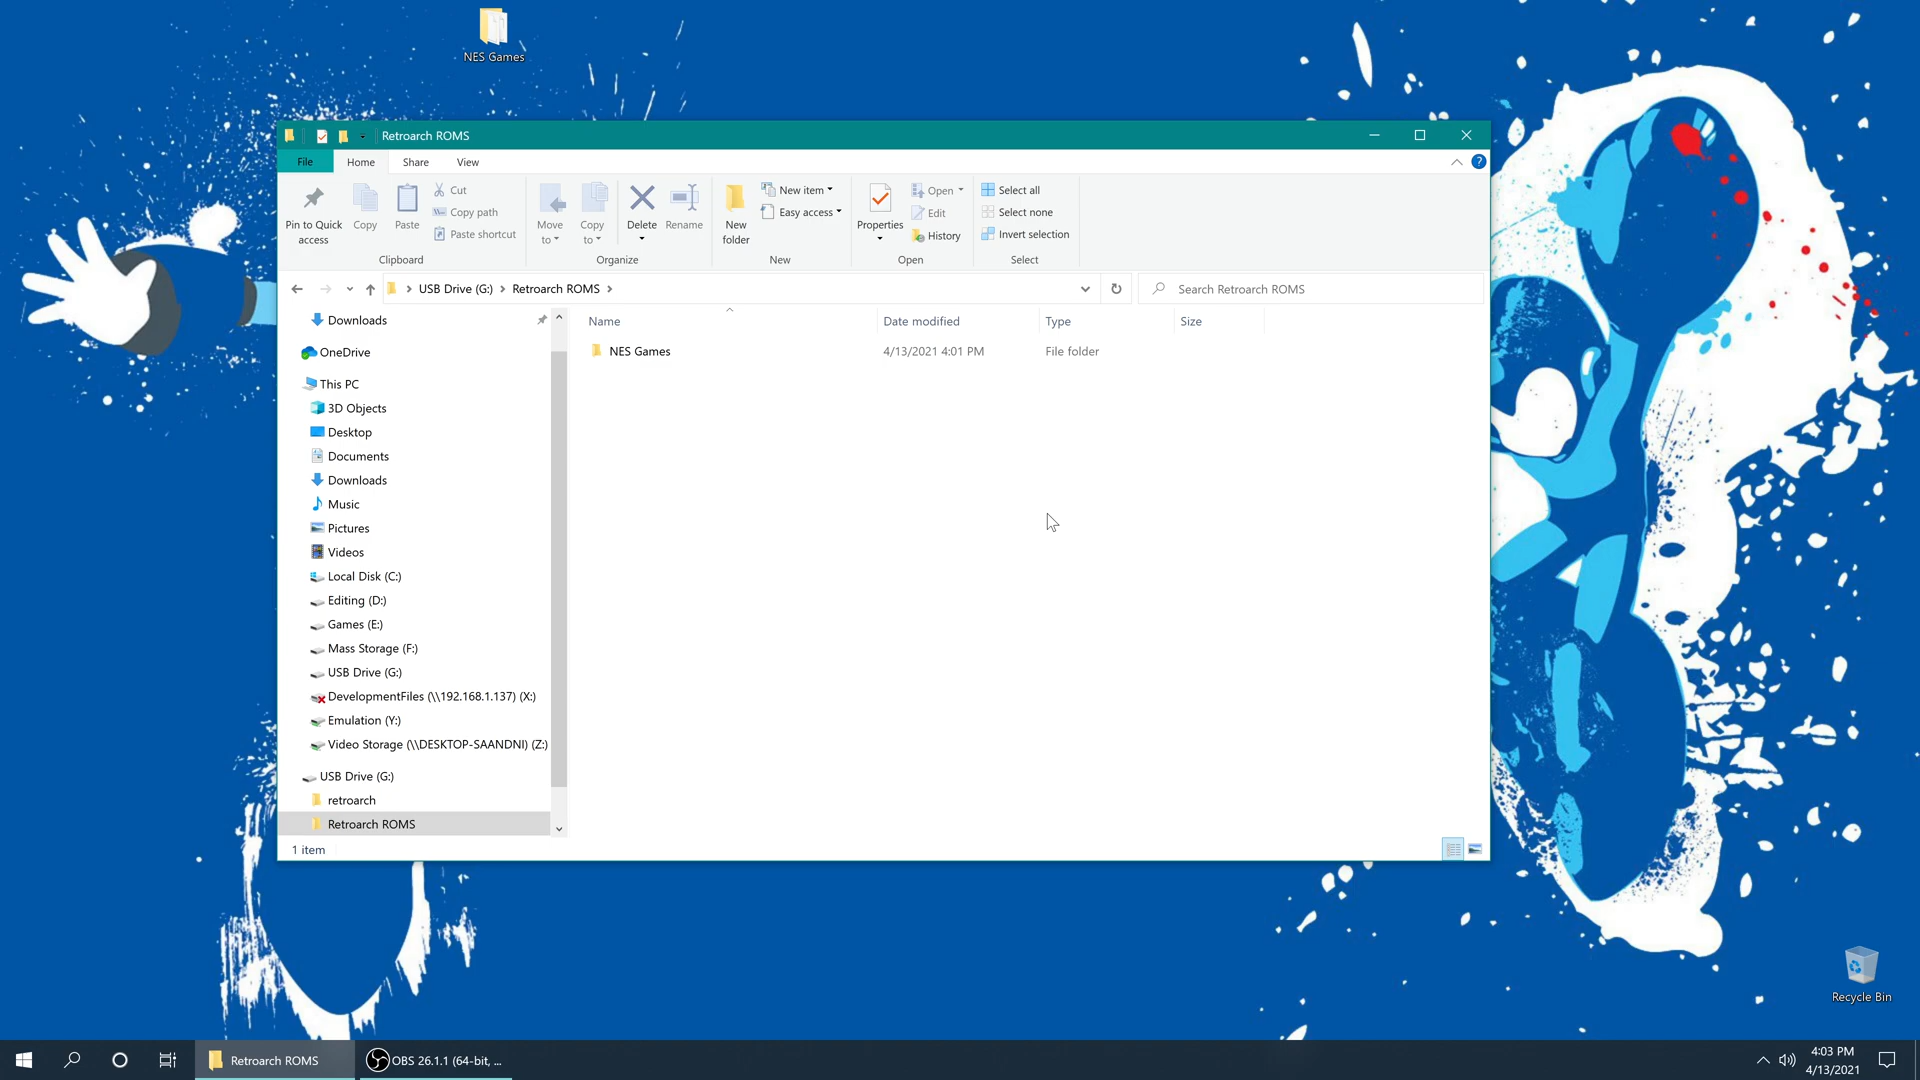 NES Games
Retroarch ROMS
File
Home
Share
View
Pin to Quick access
Copy
Paste
Cut
Copy path
Paste shortcut
Clipboard
Move to
Copy to
Delete
Rename
Organize
New folder
New item
Easy access
New
Properties
Open
Edit
History
Open
Select all
Select none
Invert selection
Select
USB Drive (G:)
Retroarch ROMS
Search Retroarch ROMS
Name
Date modified
Type
Size
NES Games
4/13/2021 4:01 PM
File folder
Downloads
OneDrive
This PC
3D Objects
Desktop
Documents
Downloads
Music
Pictures
Videos
Local Disk (C:)
Editing (D:)
Games (E:)
Mass Storage (F:)
USB Drive (G:)
DevelopmentFiles (\\192.168.1.137) (X:)
Emulation (Y:)
Video Storage (\\DESKTOP-SAANDNI) (Z:)
USB Drive (G:)
retroarch
Retroarch ROMS
1 item
Recycle Bin
Retroarch ROMS
OBS 26.1.1 (64-bit, ...
4:03 PM
4/13/2021